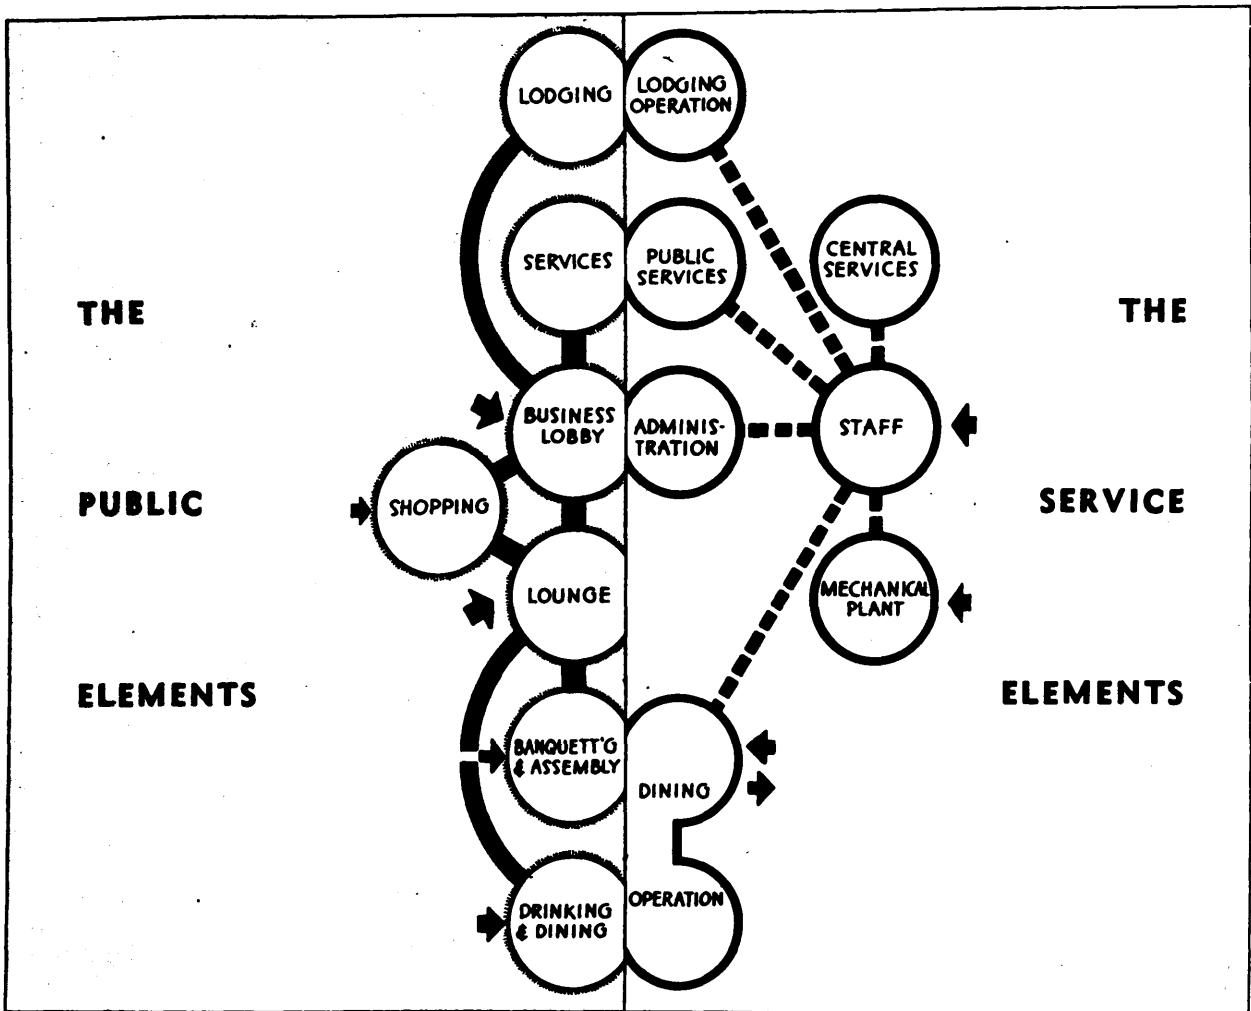 LODGING
LODGING
OPERATION
SERVICES
PUBLIC
SERVICES
CENTRAL
SERVICES
THE
THE
BUSINESS
LOBBY
ADMINIS-
TRATION
STAFF
SHOPPING
PUBLIC
SERVICE
LOUNGE
MECHANICAL
PLANT
ELEMENTS
ELEMENTS
BANQUETT'G
& ASSEMBLY
DINING
OPERATION
DRINKING
& DINING